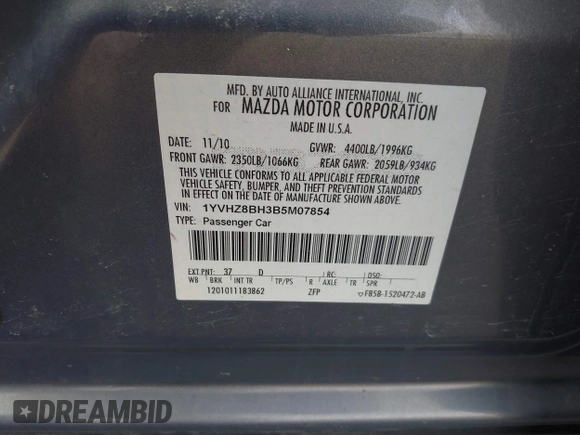 MFD. BY AUTO ALLIANCE INTERNATIONAL, INC.
FOR MAZDA MOTOR CORPORATION
MADE IN U.S.A.
DATE: 11/10 GVWR: 4400LB/1996KG
FRONT GAWR: 2350LB/1066KG REAR GAWR: 2059LB/934KG
THIS VEHICLE CONFORMS TO ALL APPLICABLE FEDERAL MOTOR
VEHICLE SAFETY, BUMPER, AND THEFT PREVENTION STANDARDS
IN EFFECT ON THE DATE OF MANUFACTURE SHOWN ABOVE.
VIN: 1YVHZ8BH3B5M07854
TYPE: Passenger Car
EXT PNT: 37 D RC: DSO:
WB BRK INT TR TP/PS R AXLE TR SPR
1201011183862 ZFP F85B-1520472-AB
DREAMBID